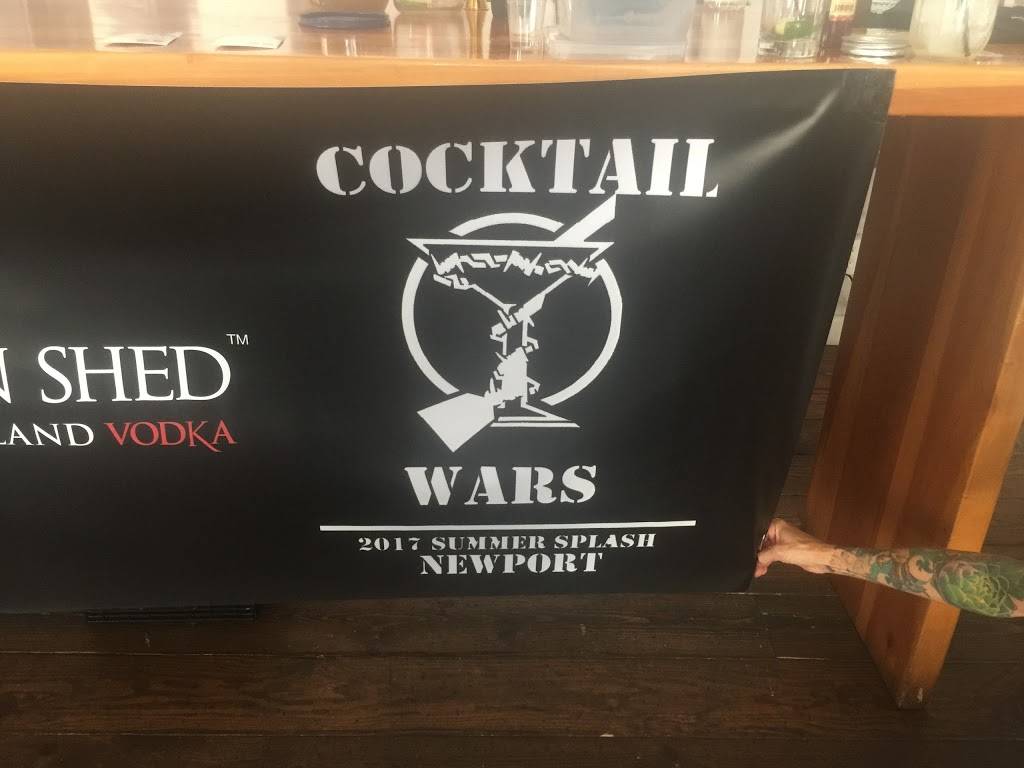 COCKTAIL
N SHED™
LAND VODKA
WARS
2017 SUMMER SPLASH
NEWPORT